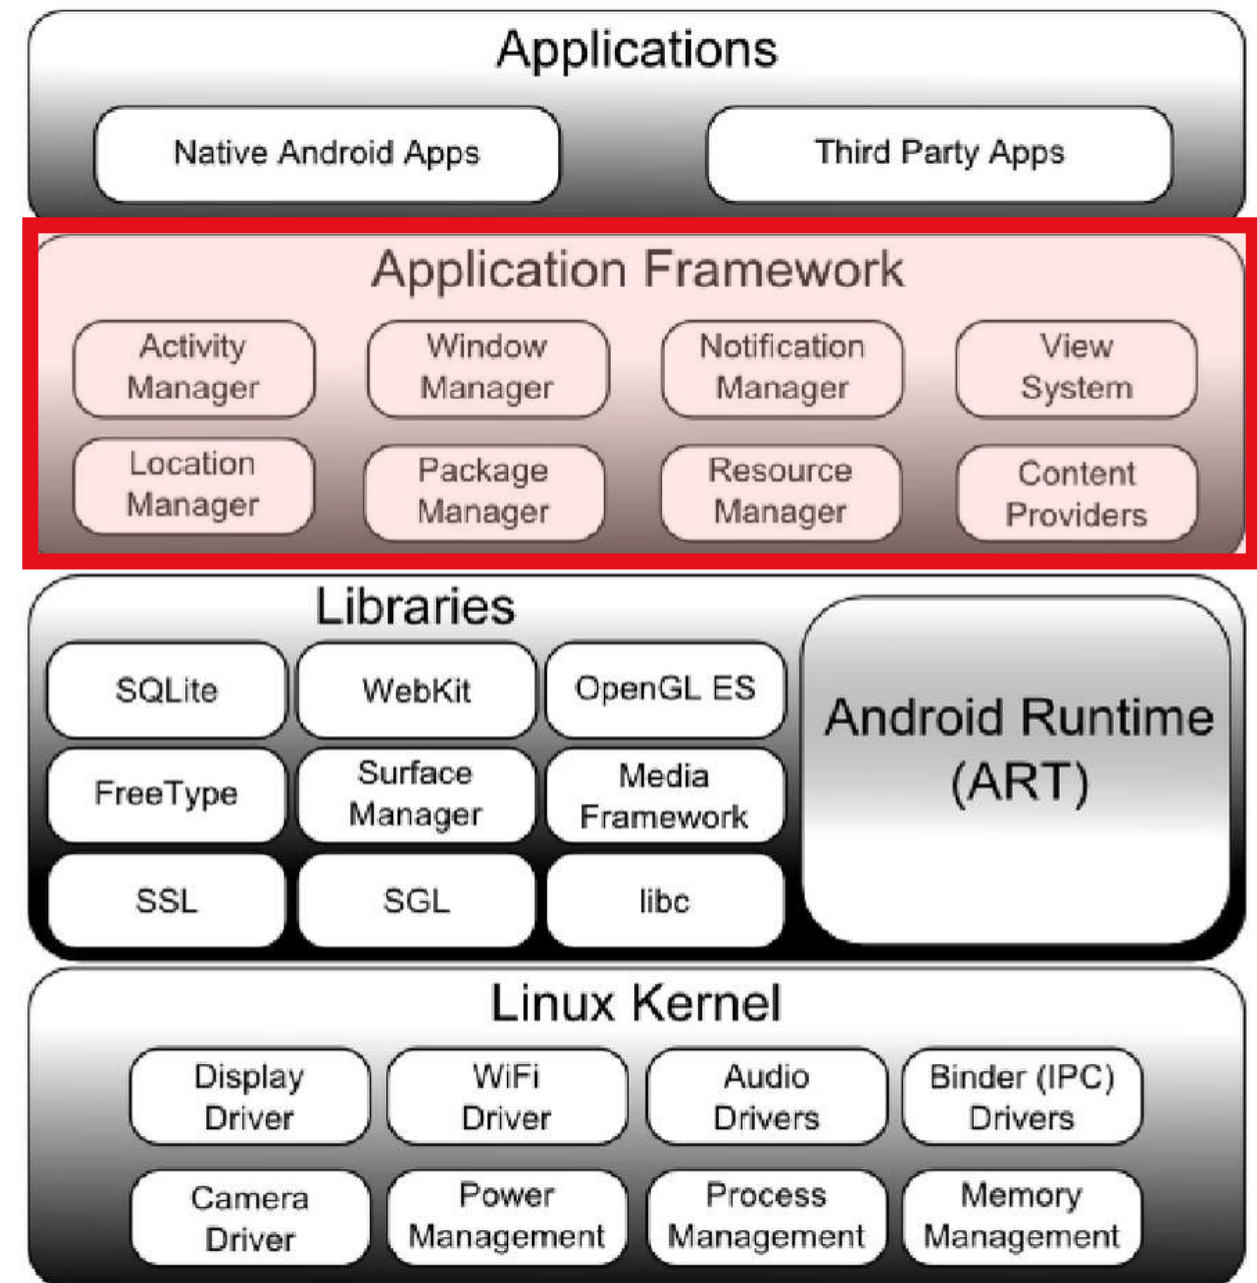 Applications
Native Android Apps
Third Party Apps
Application Framework
Activity
Manager
Window
Manager
Notification
Manager
View
System
Location
Manager
Package
Manager
Resource
Manager
Content
Providers
Libraries
SQLite
WebKit
OpenGL ES
FreeType
Surface
Manager
Media
Framework
SSL
SGL
libc
Android Runtime
(ART)
Linux Kernel
Display
Driver
WiFi
Driver
Audio
Drivers
Binder (IPC)
Drivers
Camera
Driver
Power
Management
Process
Management
Memory
Management